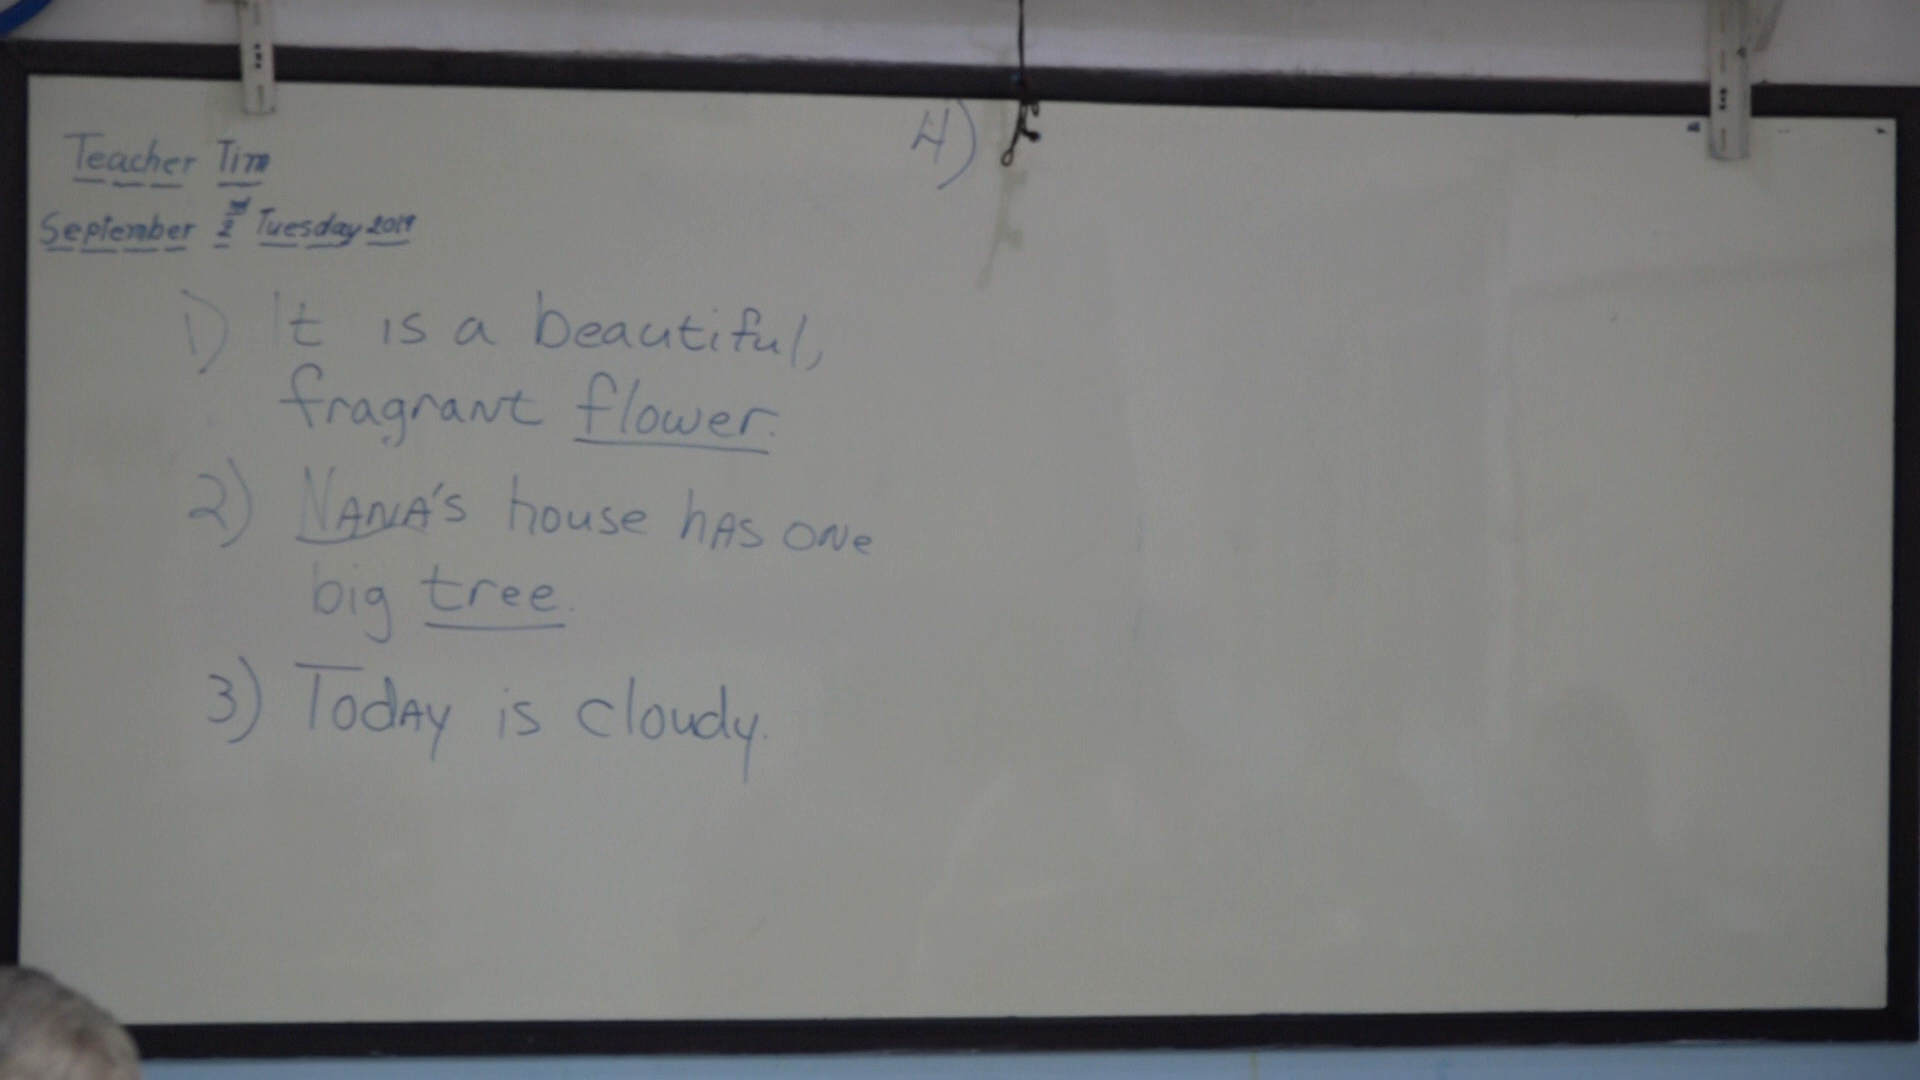 Teacher Tim
September 2nd Tuesday 2019
1) It is a beautiful,
fragrant flower.
2) NANA's house hAs ONe
big tree.
3) TodAy is cloudy.
4)